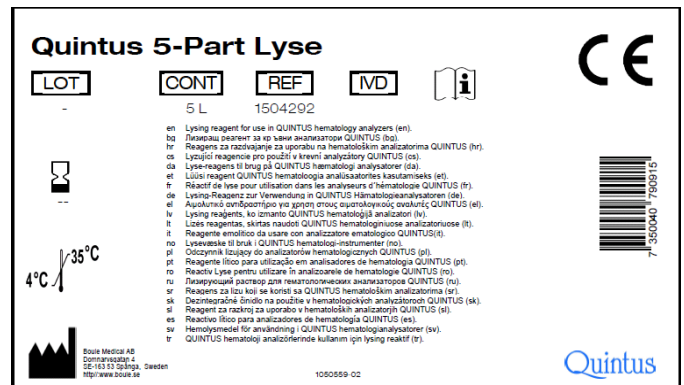 Quintus 5-Part Lyse
CE
LOT CONT REF IVD i
- 5 L 1504292
en Lysing reagent for use in QUINTUS hematology analyzers (en).
bg Лизиращ реагент за кр ъвни анализатори QUINTUS (bg).
hr Reagens za razdvajanje za uporabu na hematološkim analizatorima QUINTUS (hr).
cs Lyzující reagencie pro použití v krevní analyzátory QUINTUS (cs).
da Lyse-reagens til brug på QUINTUS hæmatologi analysatorer (da).
et Lüüsi reagent QUINTUS hematoloogia analüsaatorites kasutamiseks (et).
fr Réactif de lyse pour utilisation dans les analyseurs d'hématologie QUINTUS (fr).
de Lysing-Reagenz zur Verwendung in QUINTUS Hämatologieanalysatoren (de).
el Αιμολυτικό αντιδραστήριο για χρήση στους αιματολογικούς αναλυτές QUINTUS (el).
lv Lysing reagents, ko izmanto QUINTUS hematoloģijā analizatori (lv).
lt Lizės reagentas, skirtas naudoti QUINTUS hematologiniuose analizatoriuose (lt).
it Reagente emolitico da usare con analizzatore ematologico QUINTUS(it).
no Lysevæske til bruk i QUINTUS hematologi-instrumenter (no).
pl Odczynnik lizujący do analizatorów hematologicznych QUINTUS (pl).
pt Reagente lítico para utilização em analisadores de hematologia QUINTUS (pt).
ro Reactiv Lyse pentru utilizare în analizoarele de hematologie QUINTUS (ro).
ru Лизирующий раствор для гематологических анализаторов QUINTUS (ru).
sr Reagens za lizu koji se koristi sa QUINTUS hematološkim analizatorima (sr).
sk Dezintegračné činidlo na použitie v hematologických analyzátoroch QUINTUS (sk).
sl Reagent za razkroj za uporabo v hematoloških analizatorjih QUINTUS (sl).
es Reactivo lítico para analizadores de hematología QUINTUS (es).
sv Hemolysmedel för användning i QUINTUS hematologianalysatorer (sv).
tr QUINTUS hematoloji analizörlerinde kullanım için lysing reaktif (tr).
--
35°C
4°C
7 350040 790915
Boule Medical AB
Domnarvsgatan 4
SE-163 53 Spånga, Sweden
http//:www.boule.se
1050559-02
Quintus